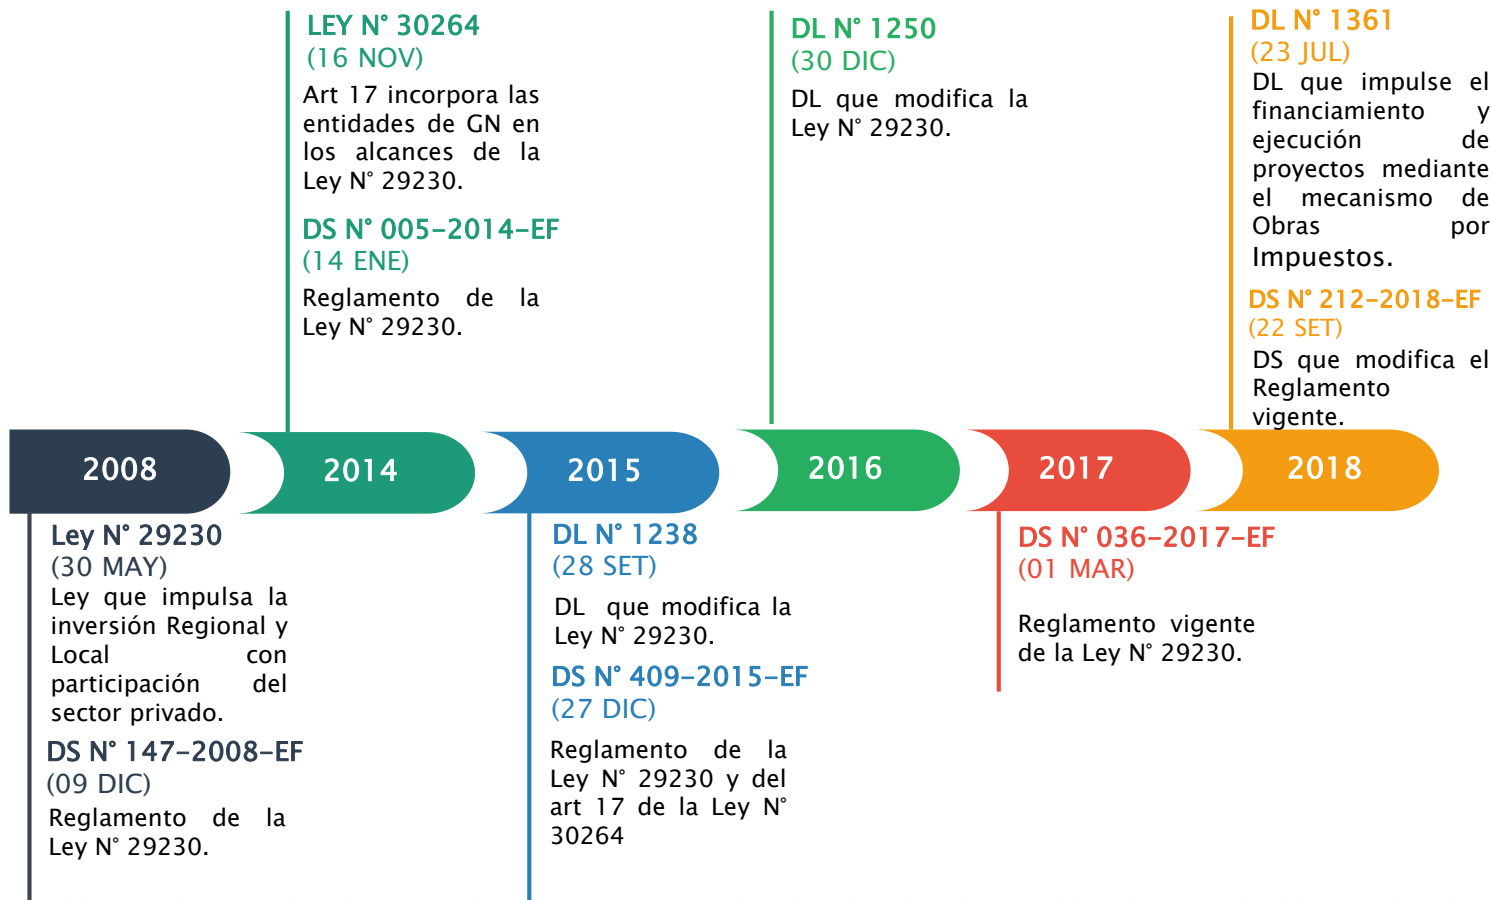 LEY N° 30264
(16 NOV)
Art 17 incorpora las
entidades de GN en
los alcances de la
Ley N° 29230.
DS N° 005-2014-EF
(14 ENE)
Reglamento de la
Ley N° 29230.
DL N° 1250
(30 DIC)
DL que modifica la
Ley N° 29230.
DL N° 1361
(23 JUL)
DL que impulse el
financiamiento y
ejecución de
proyectos mediante
el mecanismo de
Obras por
Impuestos.
DS N° 212-2018-EF
(22 SET)
DS que modifica el
Reglamento
vigente.
2008
2014
2015
2016
2017
2018
Ley N° 29230
(30 MAY)
Ley que impulsa la
inversión Regional y
Local con
participación del
sector privado.
DS N° 147-2008-EF
(09 DIC)
Reglamento de la
Ley N° 29230.
DL N° 1238
(28 SET)
DL que modifica la
Ley N° 29230.
DS N° 409-2015-EF
(27 DIC)
Reglamento de la
Ley N° 29230 y del
art 17 de la Ley N°
30264
DS N° 036-2017-EF
(01 MAR)
Reglamento vigente
de la Ley N° 29230.